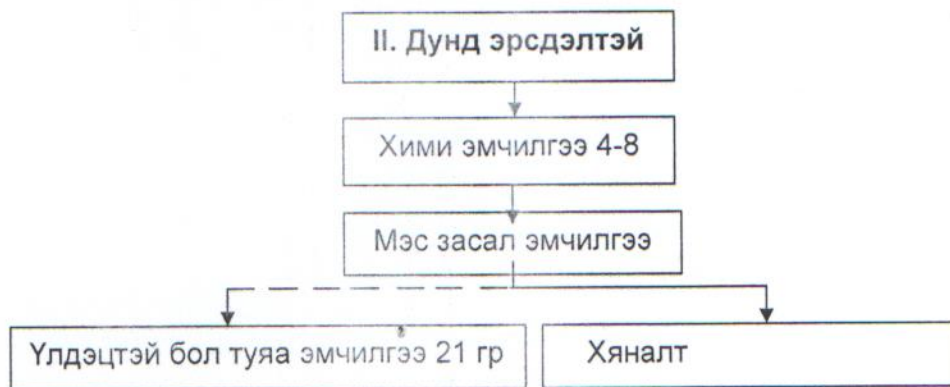 II. Дунд эрсдэлтэй
Хими эмчилгээ 4-8
Мэс засал эмчилгээ
Үлдэцтэй бол туяа эмчилгээ 21 гр
Хяналт